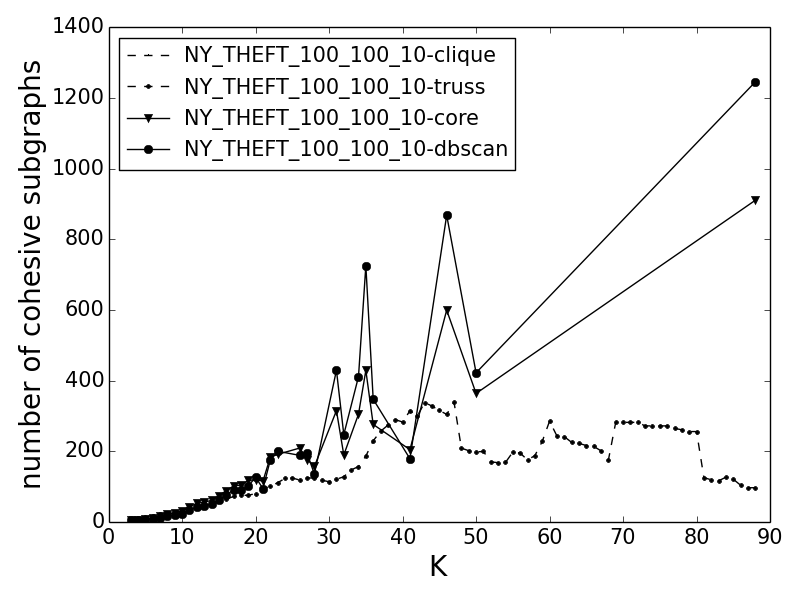 1400
1200
1000
800
600
400
200
0
number of cohesive subgraphs
NY_THEFT_100_100_10-clique
NY_THEFT_100_100_10-truss
NY_THEFT_100_100_10-core
NY_THEFT_100_100_10-dbscan
0 10 20 30 40 50 60 70 80 90
K